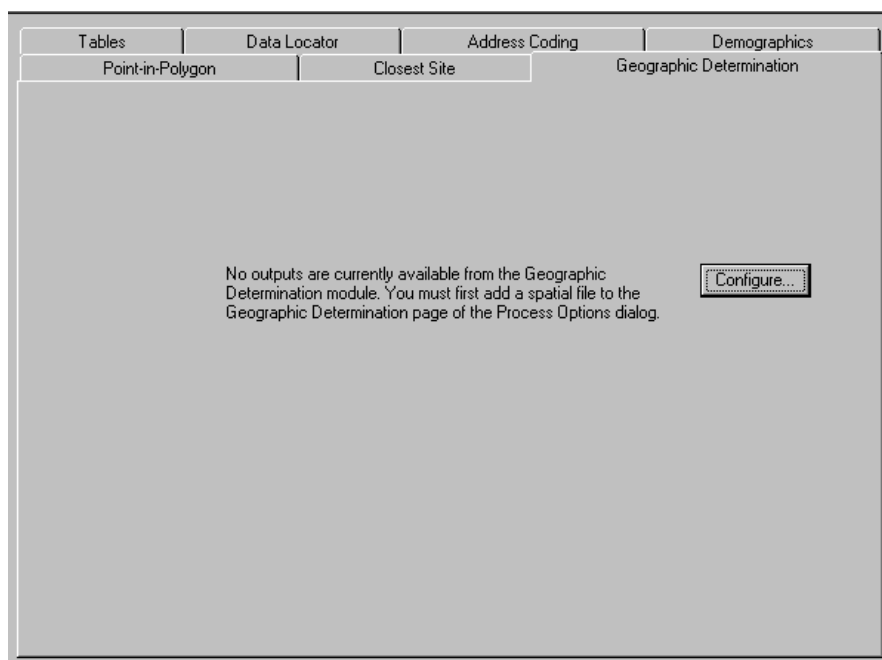 Tables Data Locator Address Coding Demographics
Point-in-Polygon Closest Site Geographic Determination
No outputs are currently available from the Geographic
Determination module. You must first add a spatial file to the
Geographic Determination page of the Process Options dialog.
Configure...